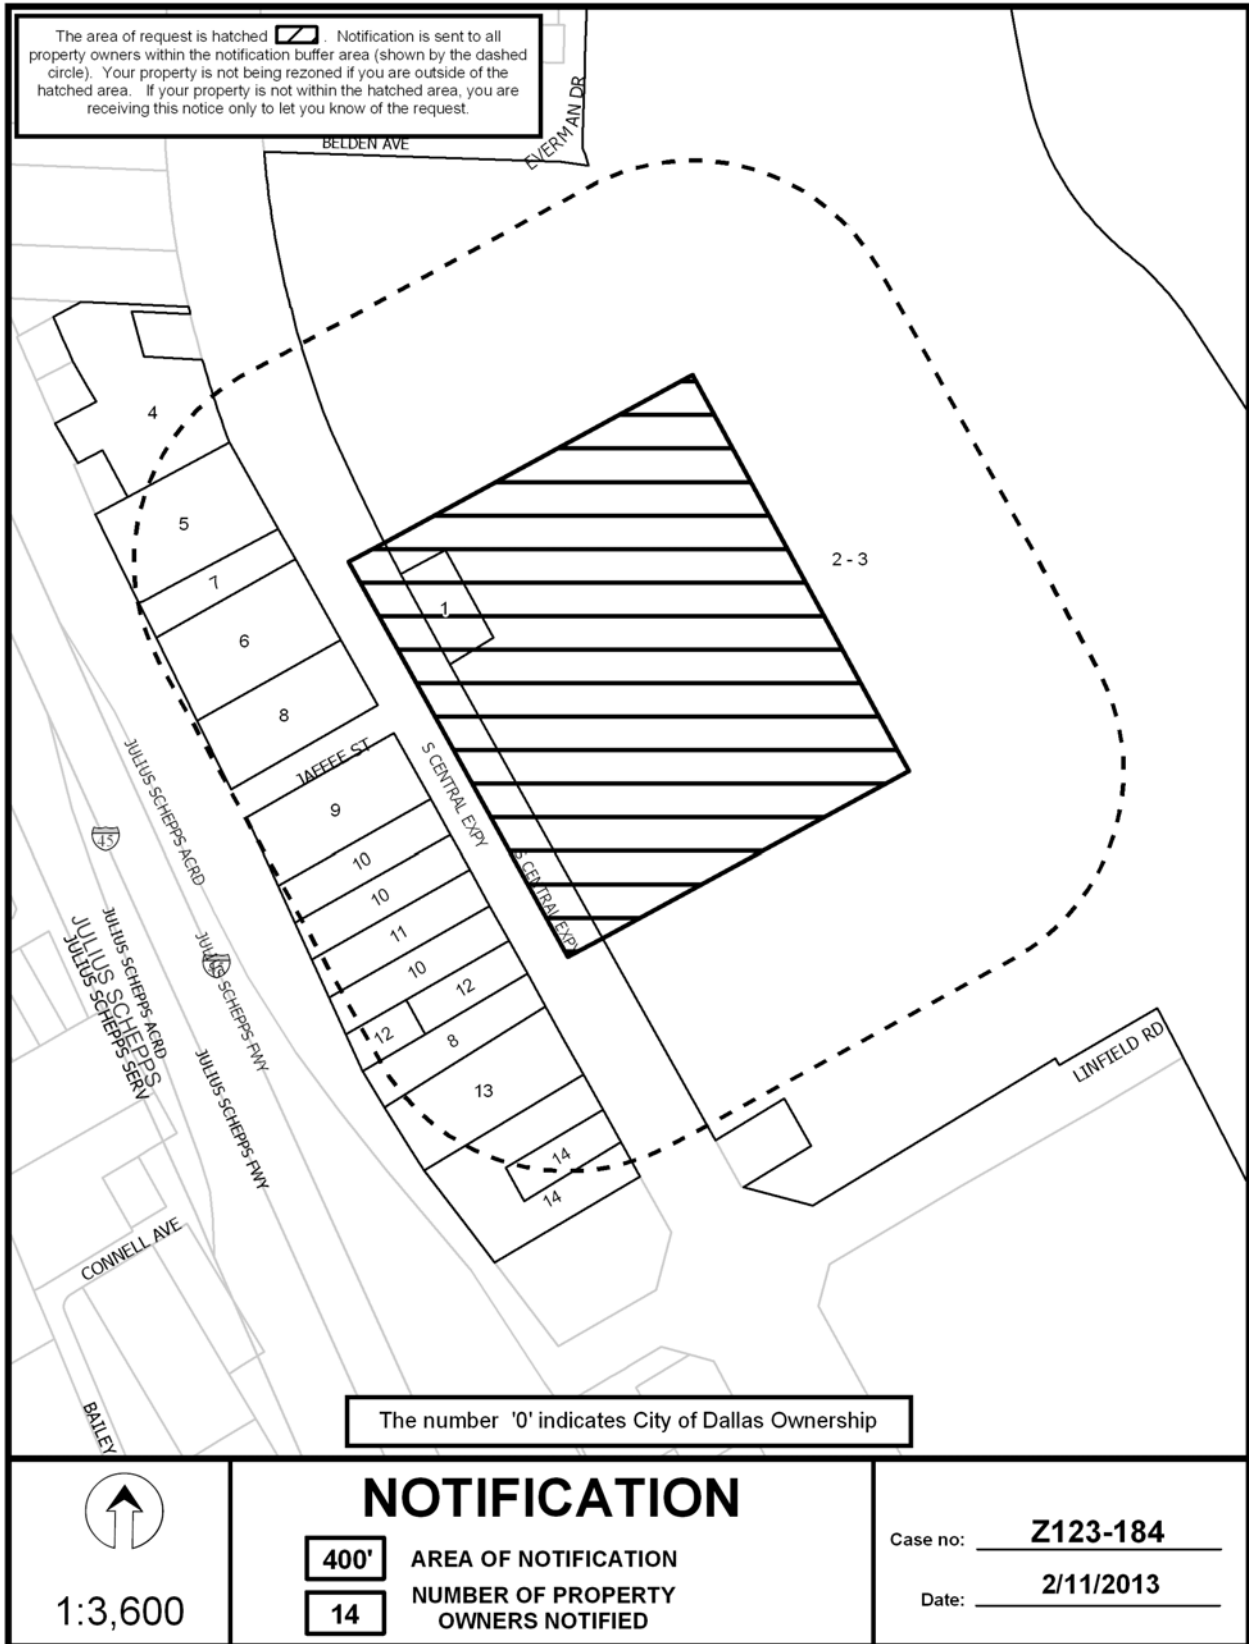 The area of request is hatched . Notification is sent to all
property owners within the notification buffer area (shown by the dashed
circle). Your property is not being rezoned if you are outside of the
hatched area. If your property is not within the hatched area, you are
receiving this notice only to let you know of the request.
BELDEN AVE
EVERMAN DR
4
5
2 - 3
7
1
6
8
JAFFEE ST
S CENTRAL EXPY
JULIUS SCHEPPS ACRD
9
45
10
S CENTRAL EXPY
10
JULIUS SCHEPPS ACRD
JULIUS SCHEPPS
JULIUS SCHEPPS SERV
11
JULIUS SCHEPPS FWY
10
12
12
8
LINFIELD RD
JULIUS SCHEPPS FWY
13
14
14
CONNELL AVE
BAILEY
The number '0' indicates City of Dallas Ownership
1:3,600
NOTIFICATION
400' AREA OF NOTIFICATION
14 NUMBER OF PROPERTY
OWNERS NOTIFIED
Case no: Z123-184
Date: 2/11/2013